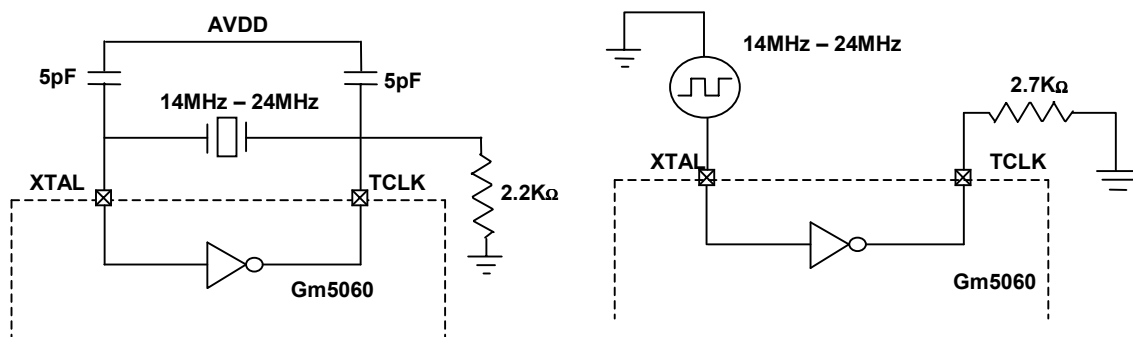 AVDD
5pF
5pF
14MHz – 24MHz
XTAL
TCLK
2.2KΩ
Gm5060
14MHz – 24MHz
2.7KΩ
XTAL
TCLK
Gm5060